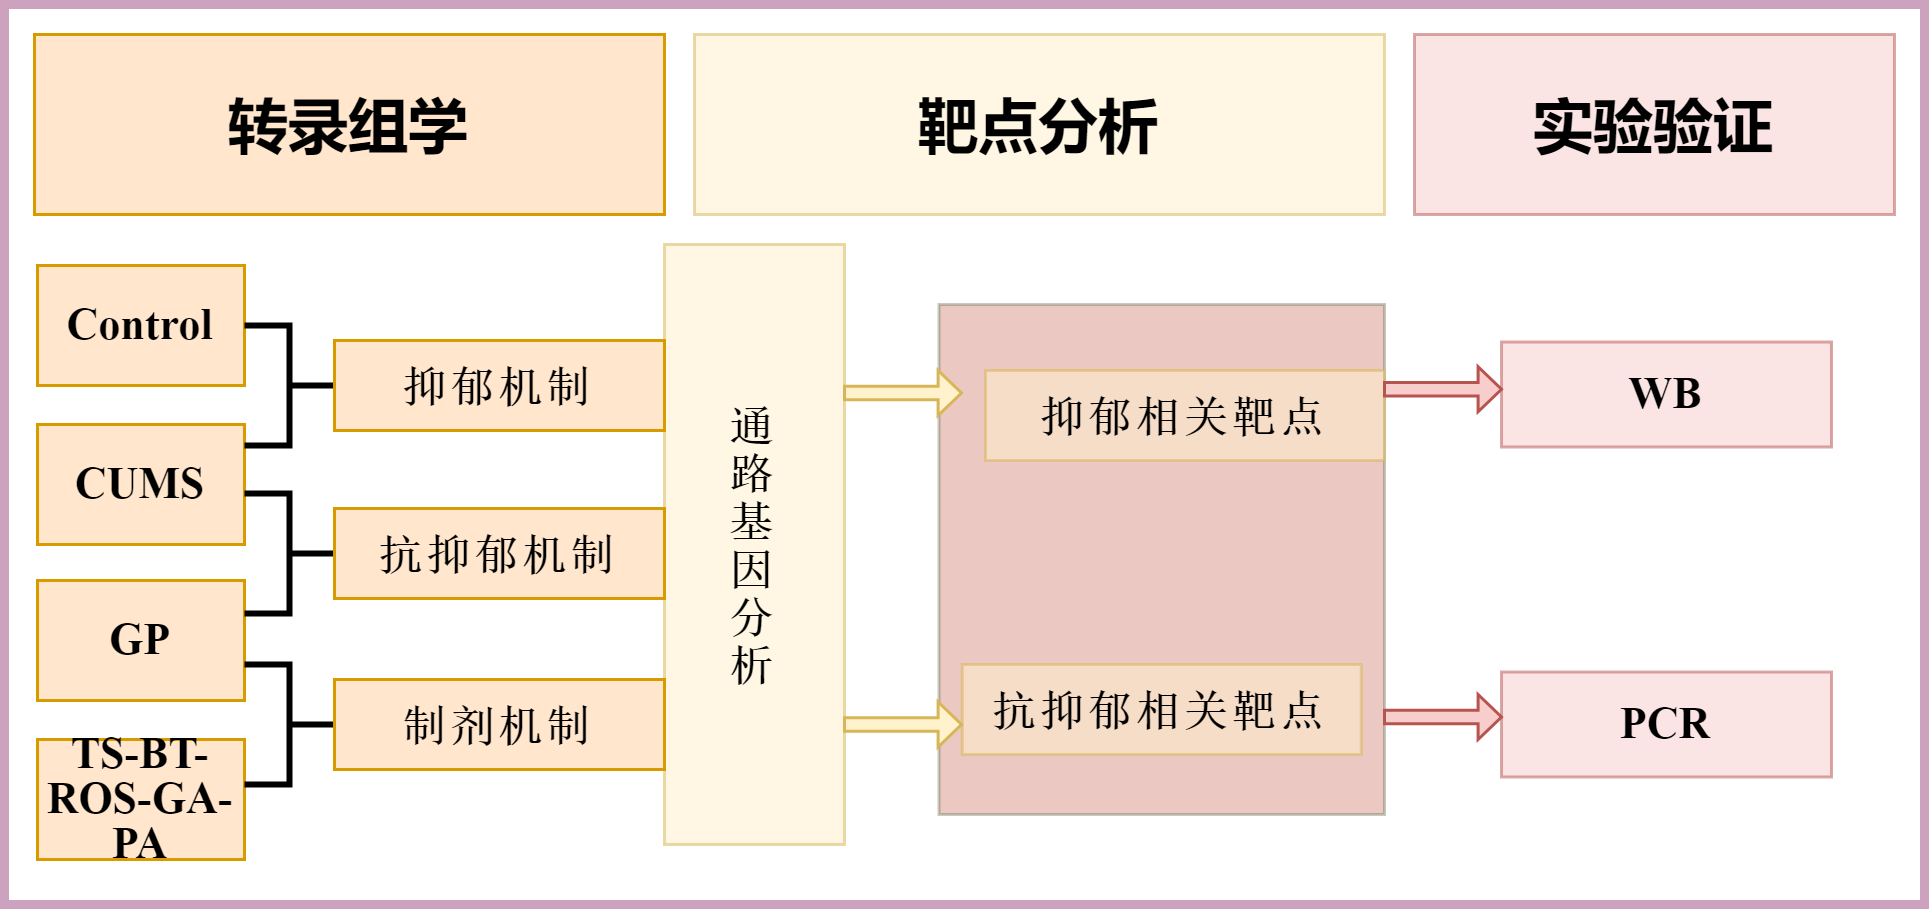 转录组学
靶点分析
实验验证
Control
CUMS
GP
TS-BT-
ROS-GA-
PA
抑郁机制
抗抑郁机制
制剂机制
通路基因分析
抑郁相关靶点
抗抑郁相关靶点
WB
PCR